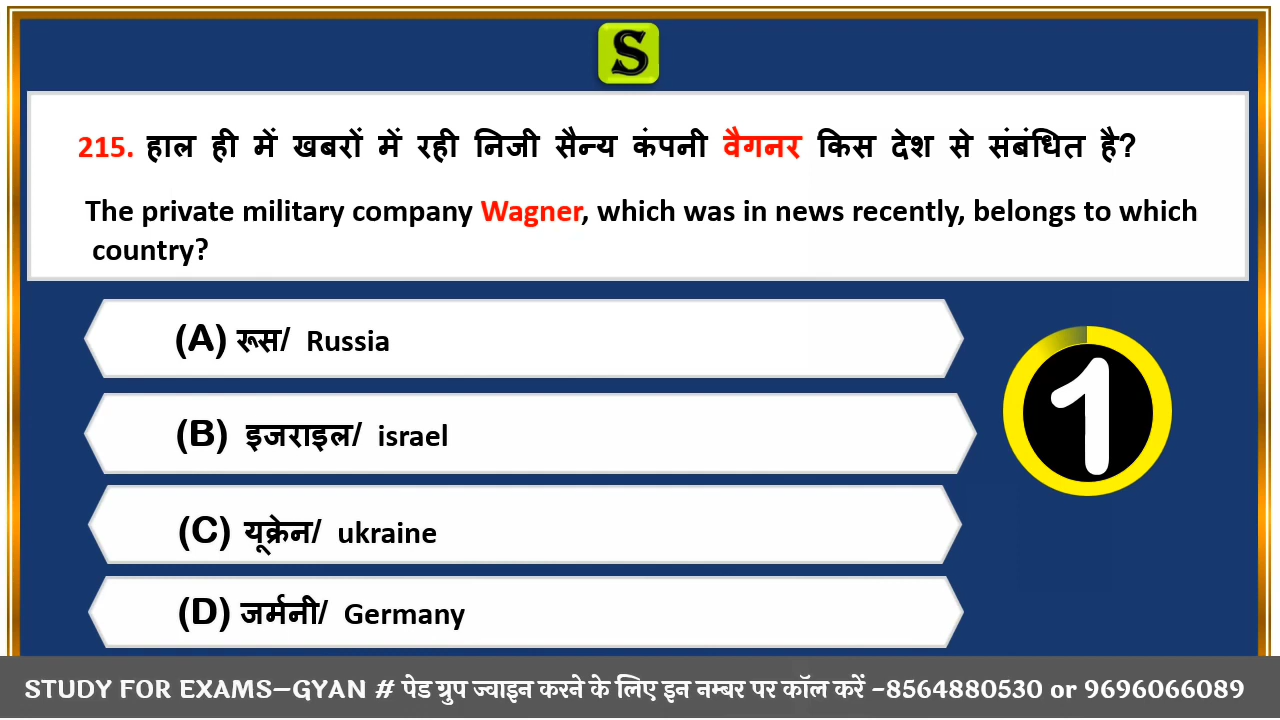 S
215. हाल ही में खबरों में रही निजी सैन्य कंपनी वैगनर किस देश से संबंधित है?
The private military company Wagner, which was in news recently, belongs to which
country?
(A) रूस/ Russia
(B) इजराइल/ israel
1
(C) यूक्रेन/ ukraine
(D) जर्मनी/ Germany
STUDY FOR EXAMS–GYAN # पेड ग्रुप ज्वाइन करने के लिए इन नम्बर पर कॉल करें -8564880530 or 9696066089